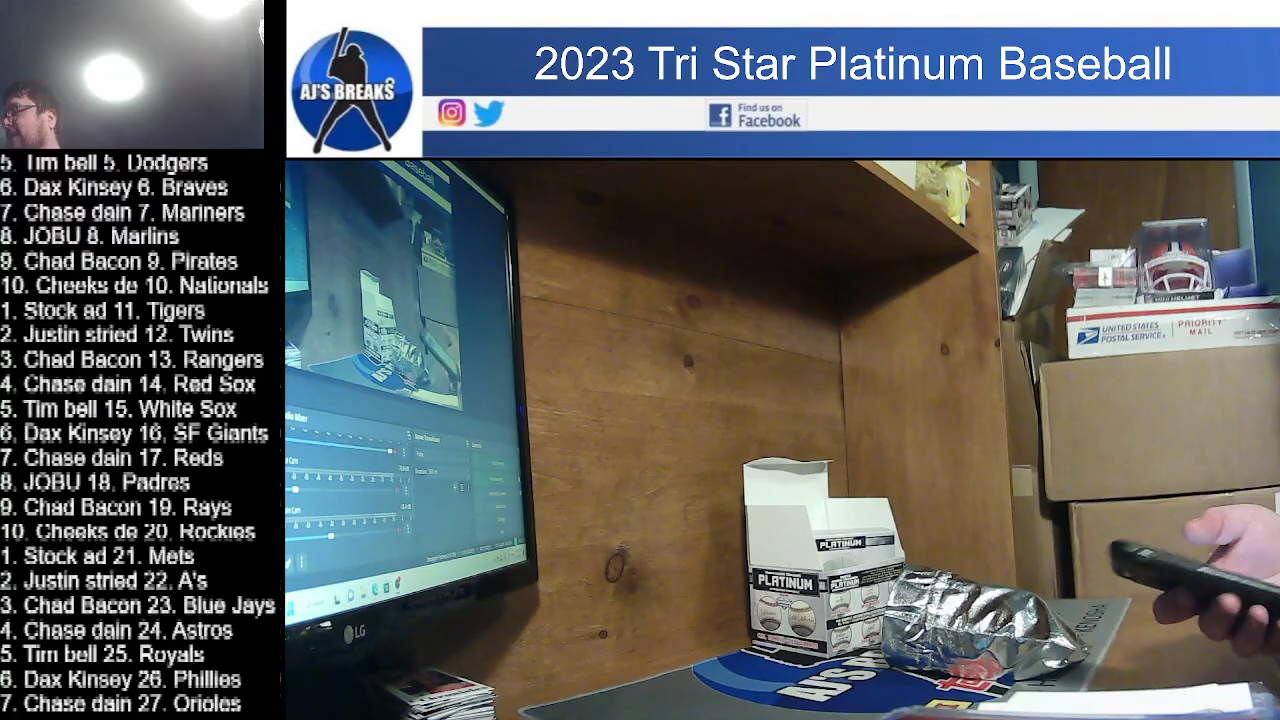 2023 Tri Star Platinum Baseball
AJ'S BREAKS
Find us on
Facebook
5. Tim bell 5. Dodgers
6. Dax Kinsey 6. Braves
7. Chase dain 7. Mariners
8. JOBU 8. Marlins
9. Chad Bacon 9. Pirates
10. Cheeks de 10. Nationals
1. Stock ad 11. Tigers
2. Justin stried 12. Twins
3. Chad Bacon 13. Rangers
4. Chase dain 14. Red Sox
5. Tim bell 15. White Sox
6. Dax Kinsey 16. SF Giants
7. Chase dain 17. Reds
8. JOBU 18. Padres
9. Chad Bacon 19. Rays
10. Cheeks de 20. Rockies
1. Stock ad 21. Mets
2. Justin stried 22. A's
3. Chad Bacon 23. Blue Jays
4. Chase dain 24. Astros
5. Tim bell 25. Royals
6. Dax Kinsey 26. Phillies
7. Chase dain 27. Orioles
Baseball
LG
PLATINUM
PLATINUM
PLATINUM
AJ'S
KENOSHA
MINI HELMET
UNITED STATES
POSTAL SERVICE
PRIORITY
MAIL